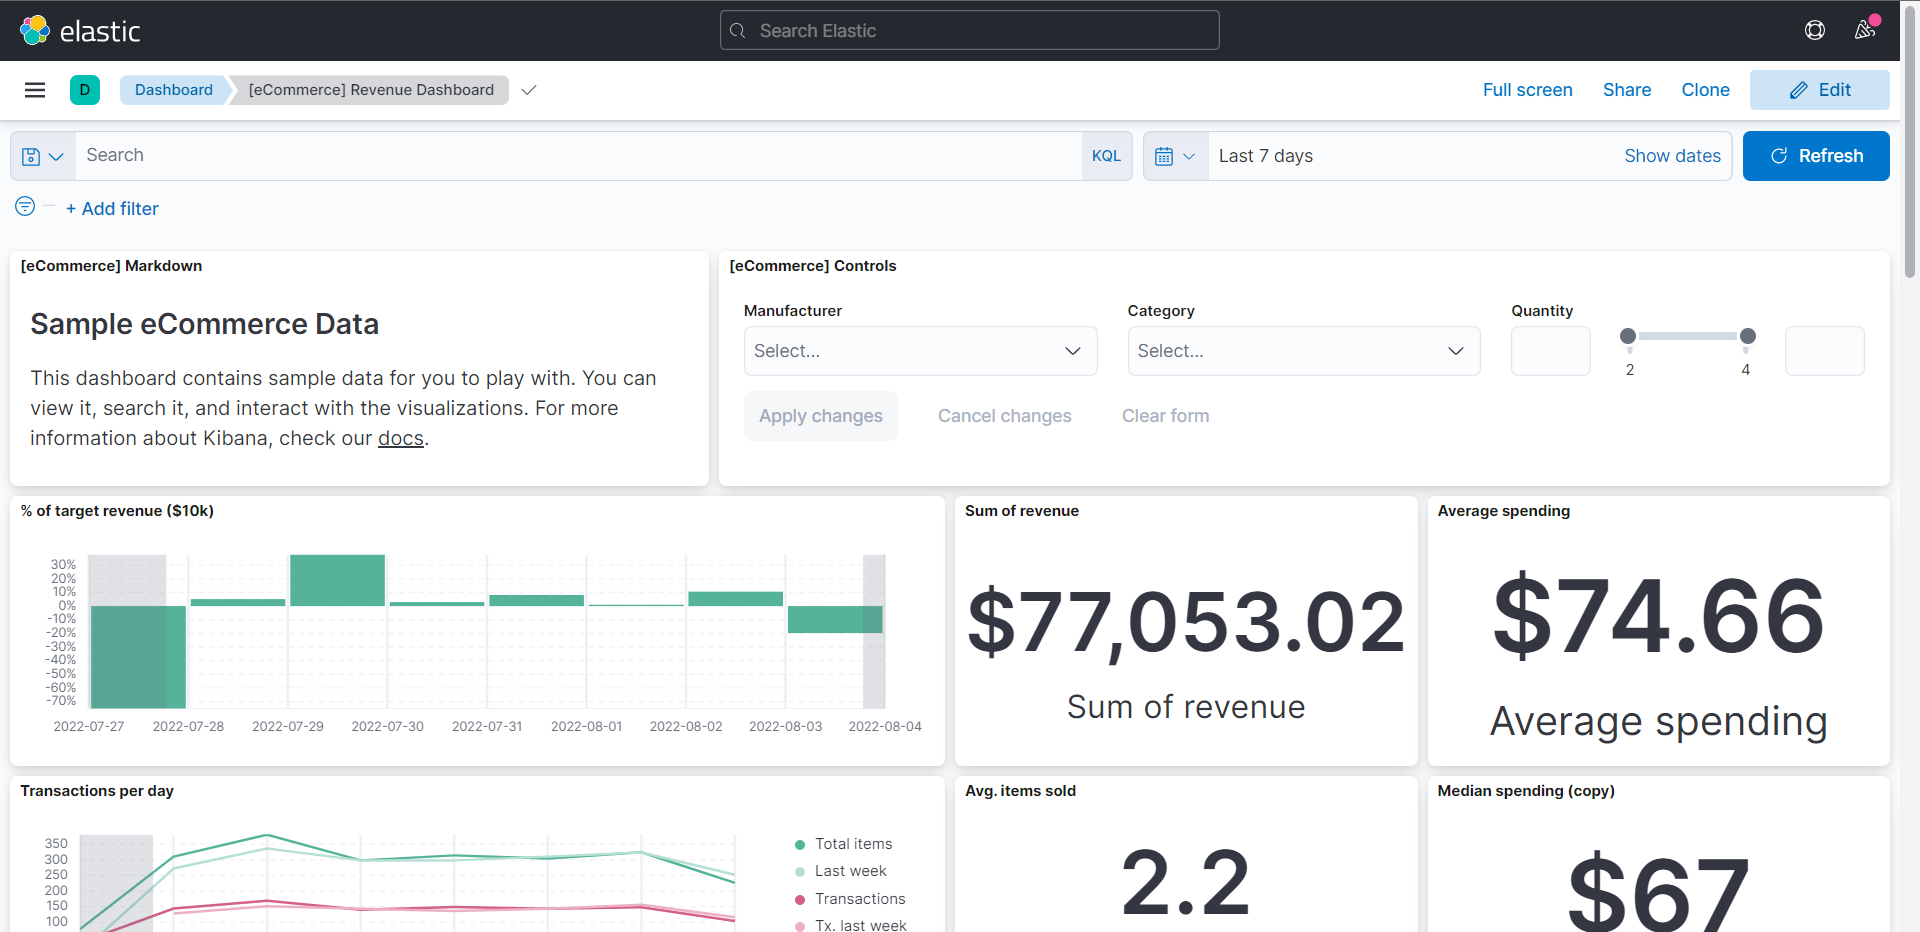 elastic
Search Elastic
D
Dashboard
[eCommerce] Revenue Dashboard
Full screen
Share
Clone
Edit
Search
KQL
Last 7 days
Show dates
Refresh
+ Add filter
[eCommerce] Markdown
Sample eCommerce Data
This dashboard contains sample data for you to play with. You can
view it, search it, and interact with the visualizations. For more
information about Kibana, check our docs.
[eCommerce] Controls
Manufacturer
Select...
Category
Select...
Quantity
2
4
Apply changes
Cancel changes
Clear form
% of target revenue ($10k)
30%
20%
10%
0%
-10%
-20%
-30%
-40%
-50%
-60%
-70%
2022-07-27
2022-07-28
2022-07-29
2022-07-30
2022-07-31
2022-08-01
2022-08-02
2022-08-03
2022-08-04
Sum of revenue
$77,053.02
Sum of revenue
Average spending
$74.66
Average spending
Transactions per day
350
300
250
200
150
100
Total items
Last week
Transactions
Tx. last week
Avg. items sold
2.2
Median spending (copy)
$67